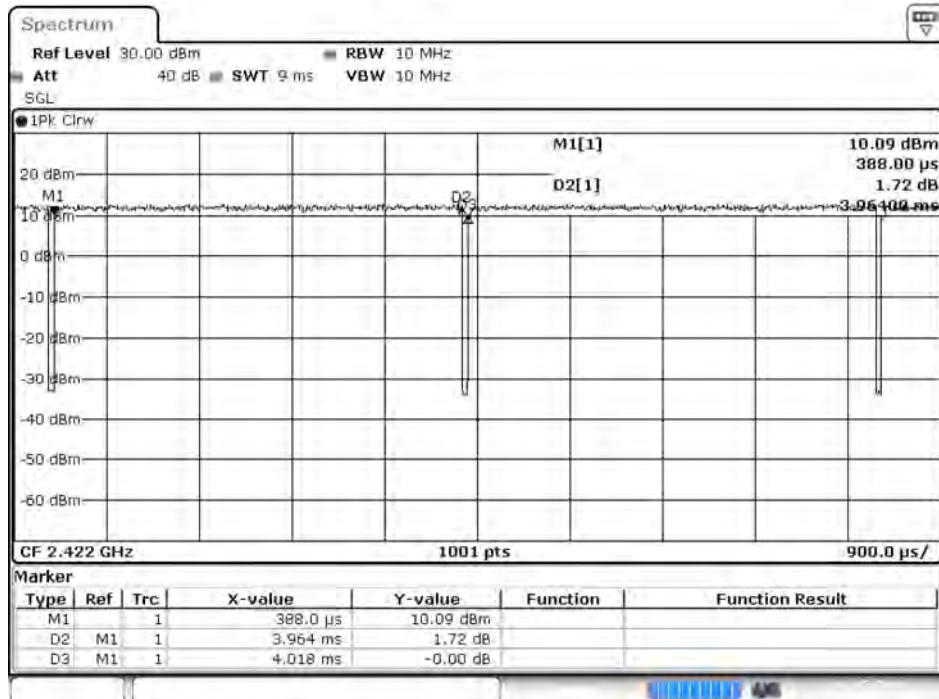 Spectrum
Ref Level 30.00 dBm RBW 10 MHz
Att 40 dB SWT 9 ms VBW 10 MHz
SGL
1Pk Clrw
M1[1] 10.09 dBm
388.00 µs
20 dBm
D2[1] 1.72 dB
M1
D2
10 dBm
0 dBm
-10 dBm
-20 dBm
-30 dBm
-40 dBm
-50 dBm
-60 dBm
CF 2.422 GHz 1001 pts 900.0 µs/
Marker
Type Ref Trc X-value Y-value Function Function Result
M1 1 388.0 µs 10.09 dBm
D2 M1 1 3.964 ms 1.72 dB
D3 M1 1 4.018 ms -0.00 dB